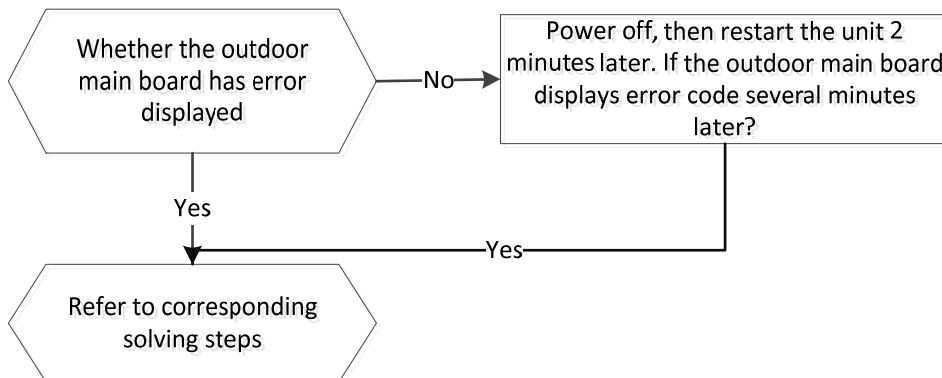 Whether the outdoor
main board has error
displayed
No
Power off, then restart the unit 2
minutes later. If the outdoor main board
displays error code several minutes
later?
Yes
Yes
Refer to corresponding
solving steps